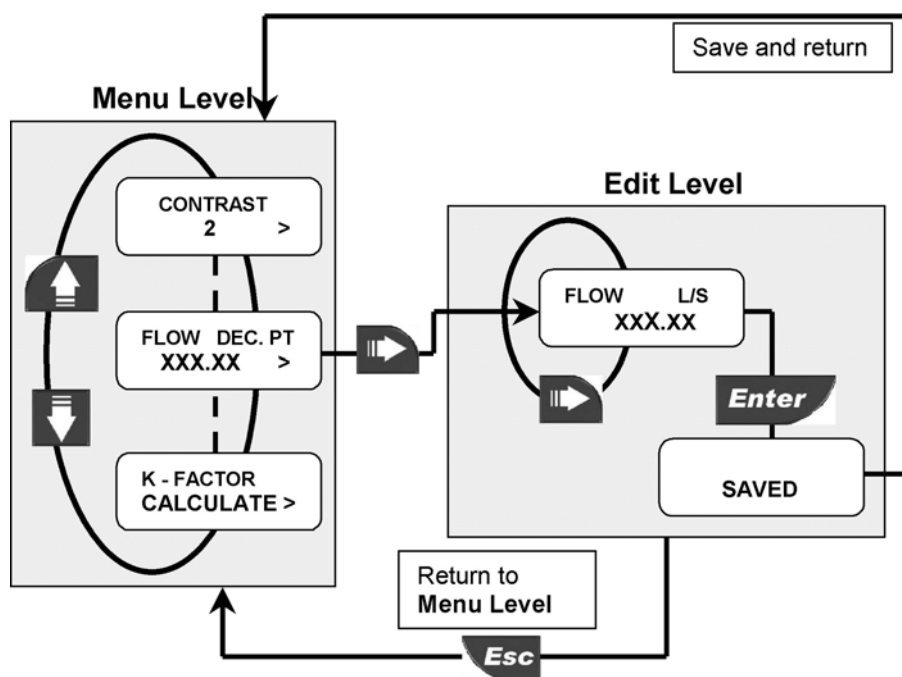 Save and return
Menu Level
CONTRAST
2 >
FLOW DEC. PT
XXX.XX >
K - FACTOR
CALCULATE >
Edit Level
FLOW L/S
XXX.XX
Enter
SAVED
Return to
Menu Level
Esc